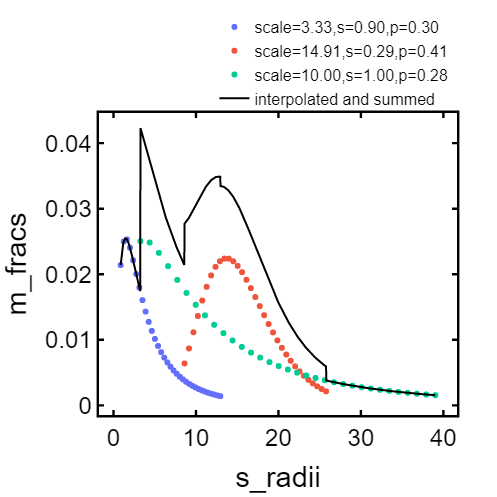 scale=3.33,s=0.90,p=0.30
scale=14.91,s=0.29,p=0.41
scale=10.00,s=1.00,p=0.28
interpolated and summed
0.04
0.03
0.02
0.01
0
m_fracs
0 10 20 30 40
s_radii